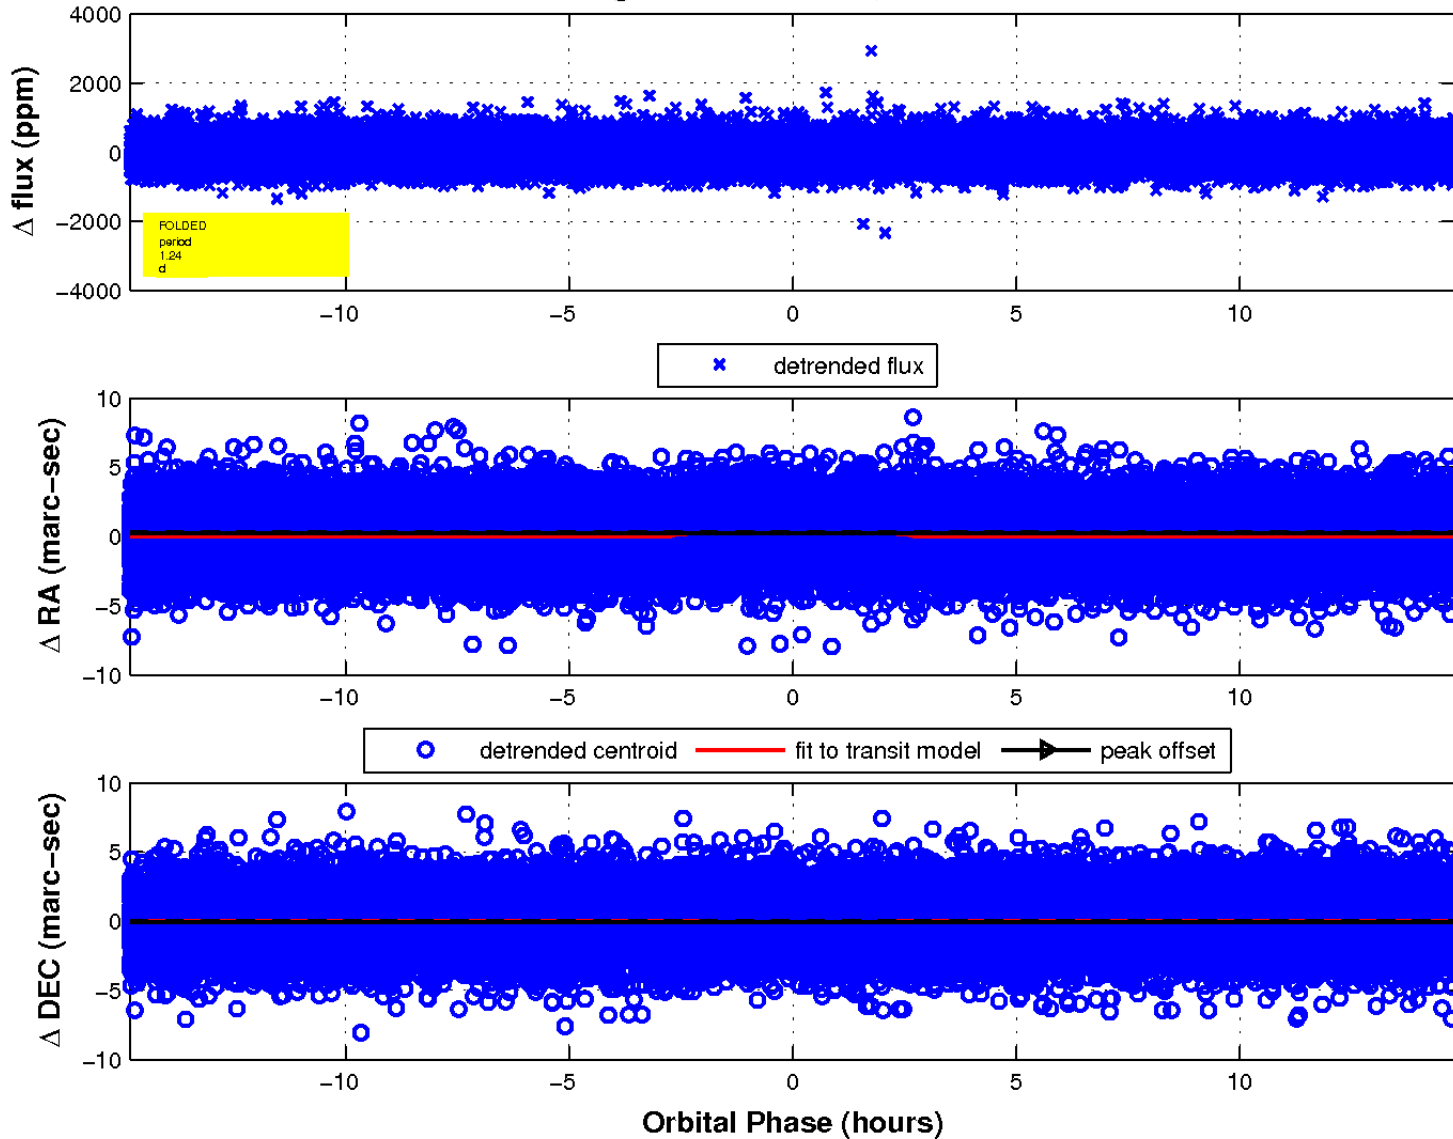 4000
2000
0
−2000
−4000
Δ flux (ppm)
FOLDED
period
1.24
d
−10 −5 0 5 10
detrended flux
10
5
0
−5
−10
Δ RA (marc−sec)
−10 −5 0 5 10
detrended centroid fit to transit model peak offset
10
5
0
−5
−10
Δ DEC (marc−sec)
−10 −5 0 5 10
Orbital Phase (hours)